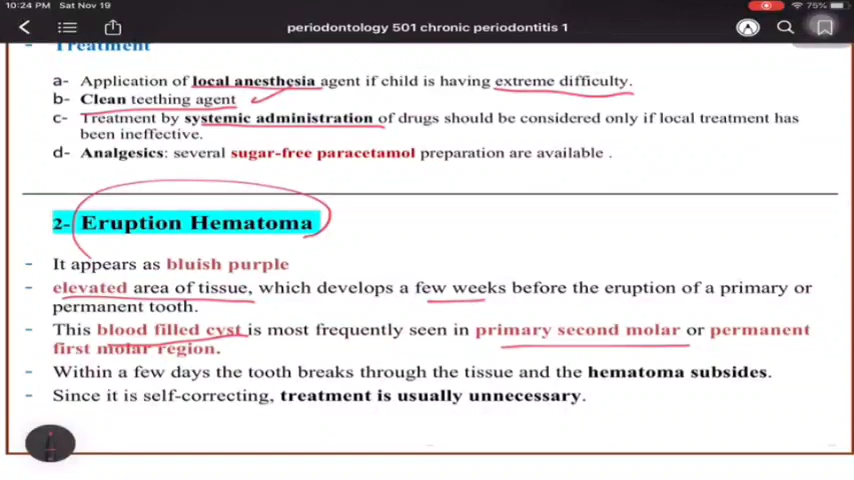 10:24 PM Sat Nov 19
75%
periodontology 501 chronic periodontitis 1
- Treatment
a- Application of local anesthesia agent if child is having extreme difficulty.
b- Clean teething agent
c- Treatment by systemic administration of drugs should be considered only if local treatment has
been ineffective.
d- Analgesics: several sugar-free paracetamol preparation are available .
2- Eruption Hematoma
- It appears as bluish purple
- elevated area of tissue, which develops a few weeks before the eruption of a primary or
permanent tooth.
- This blood filled cyst is most frequently seen in primary second molar or permanent
first molar region.
- Within a few days the tooth breaks through the tissue and the hematoma subsides.
- Since it is self-correcting, treatment is usually unnecessary.